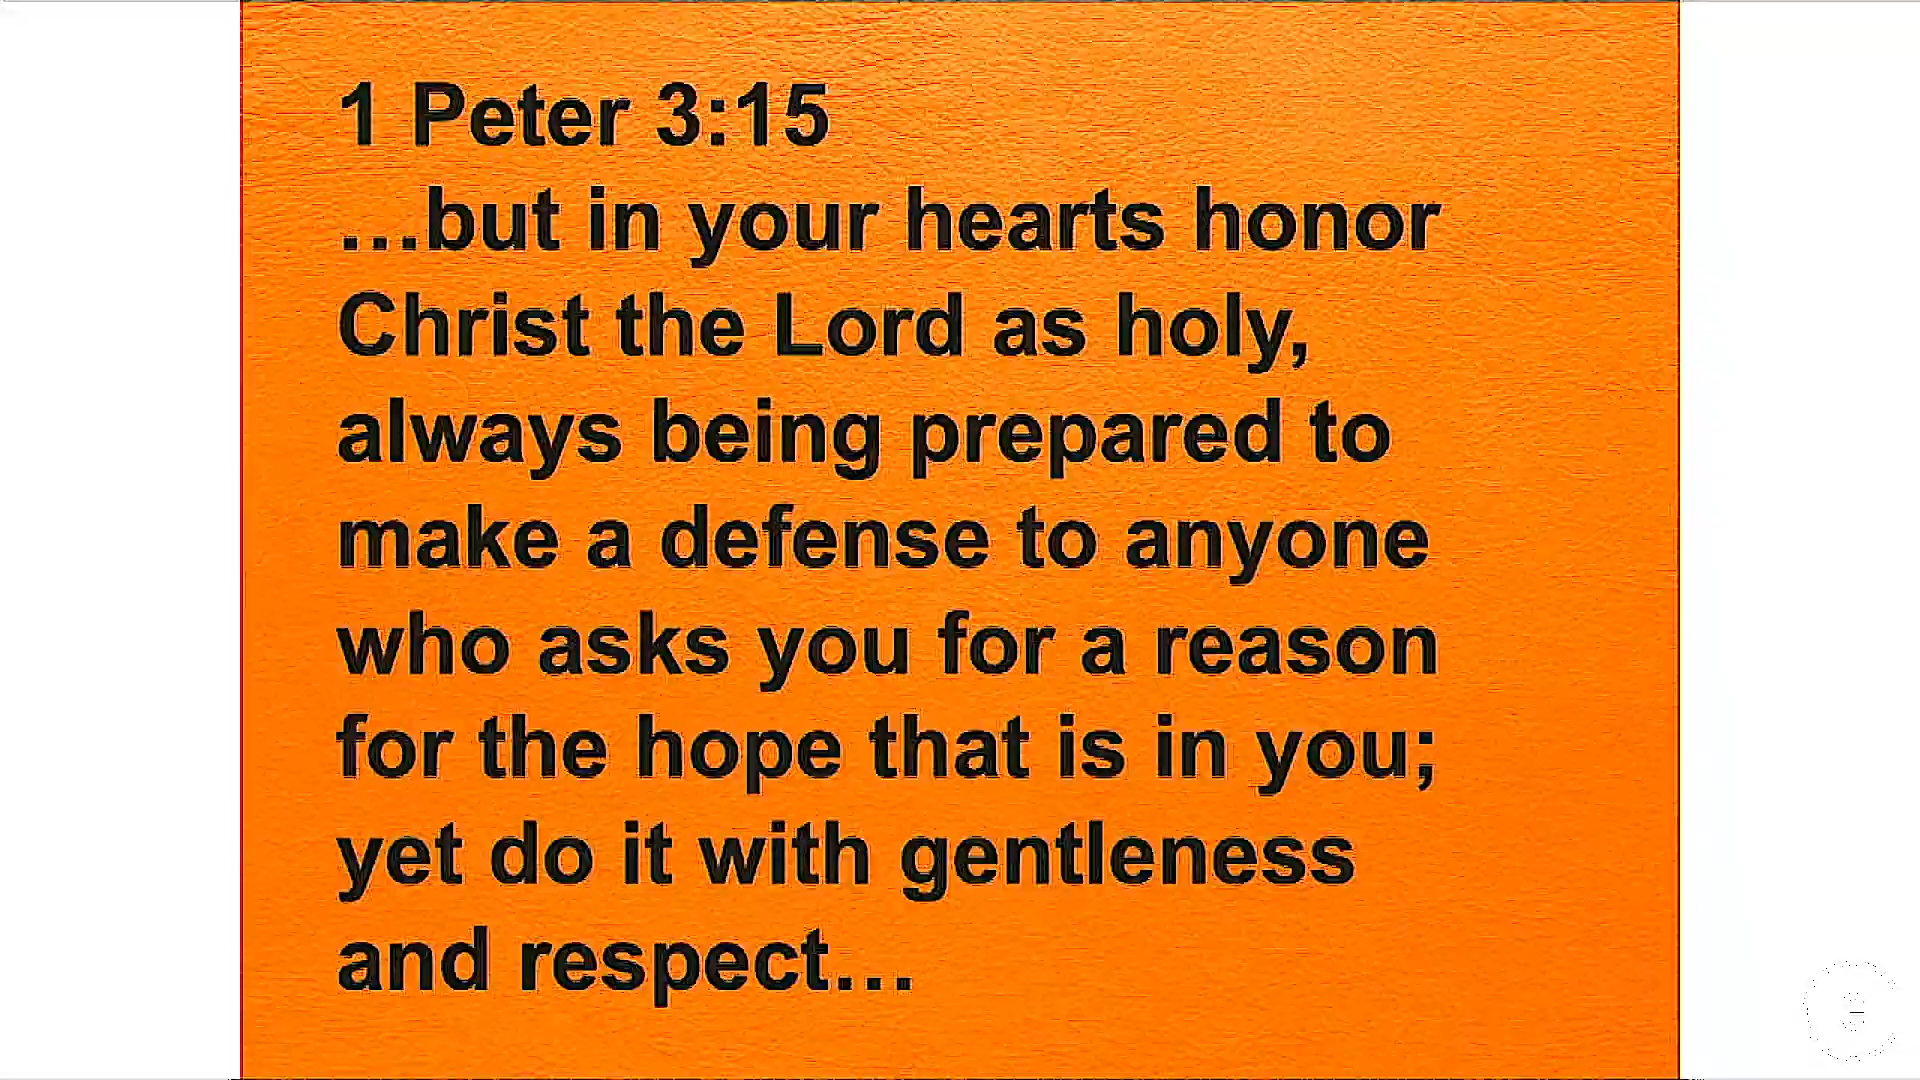 1 Peter 3:15
…but in your hearts honor
Christ the Lord as holy,
always being prepared to
make a defense to anyone
who asks you for a reason
for the hope that is in you;
yet do it with gentleness
and respect…